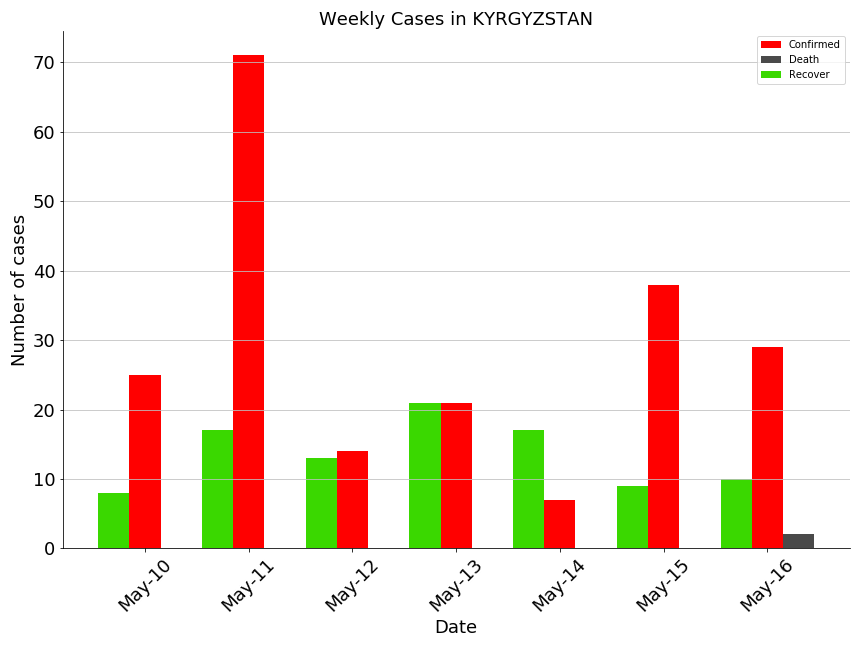 Weekly Cases in KYRGYZSTAN
Confirmed
Death
Recover
Number of cases
70
60
50
40
30
20
10
0
May-10
May-11
May-12
May-13
May-14
May-15
May-16
Date